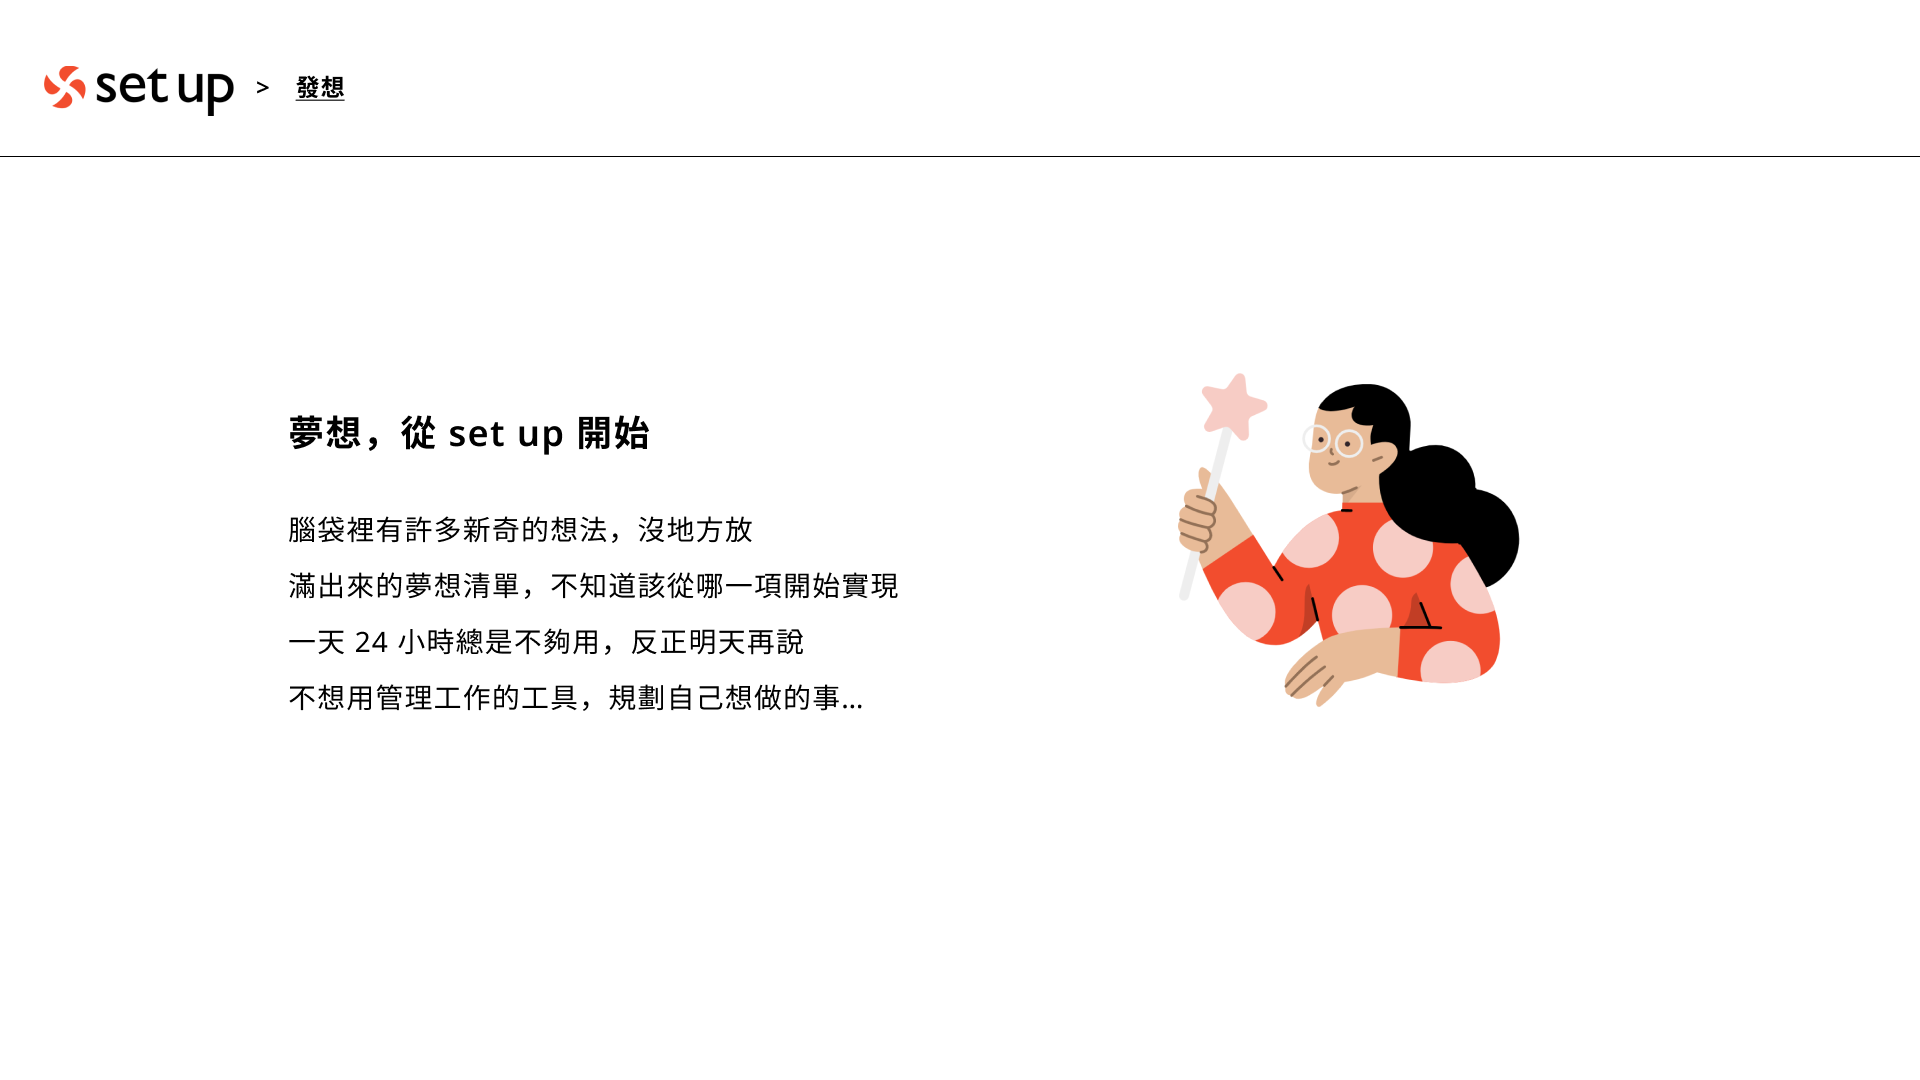 set up > 發想
夢想，從 set up 開始
腦袋裡有許多新奇的想法，沒地方放
滿出來的夢想清單，不知道該從哪一項開始實現
一天 24 小時總是不夠用，反正明天再說
不想用管理工作的工具，規劃自己想做的事...